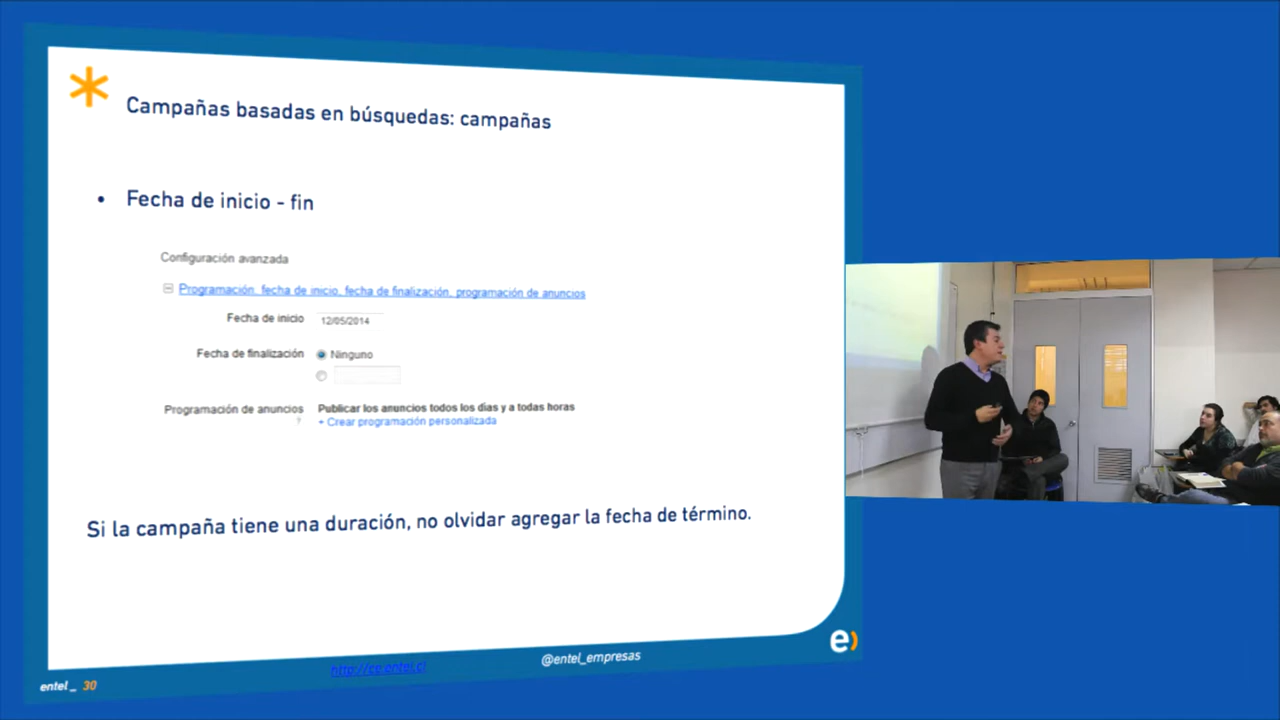 Campañas basadas en búsquedas: campañas
• Fecha de inicio - fin
Configuración avanzada
Programación, fecha de inicio, fecha de finalización, programación de anuncios
Fecha de inicio 12/05/2014
Fecha de finalización Ninguno
Programación de anuncios Publicar los anuncios todos los días y a todas horas
? + Crear programación personalizada
Si la campaña tiene una duración, no olvidar agregar la fecha de término.
e)
http://ce.entel.cl @entel_empresas
entel_ 30